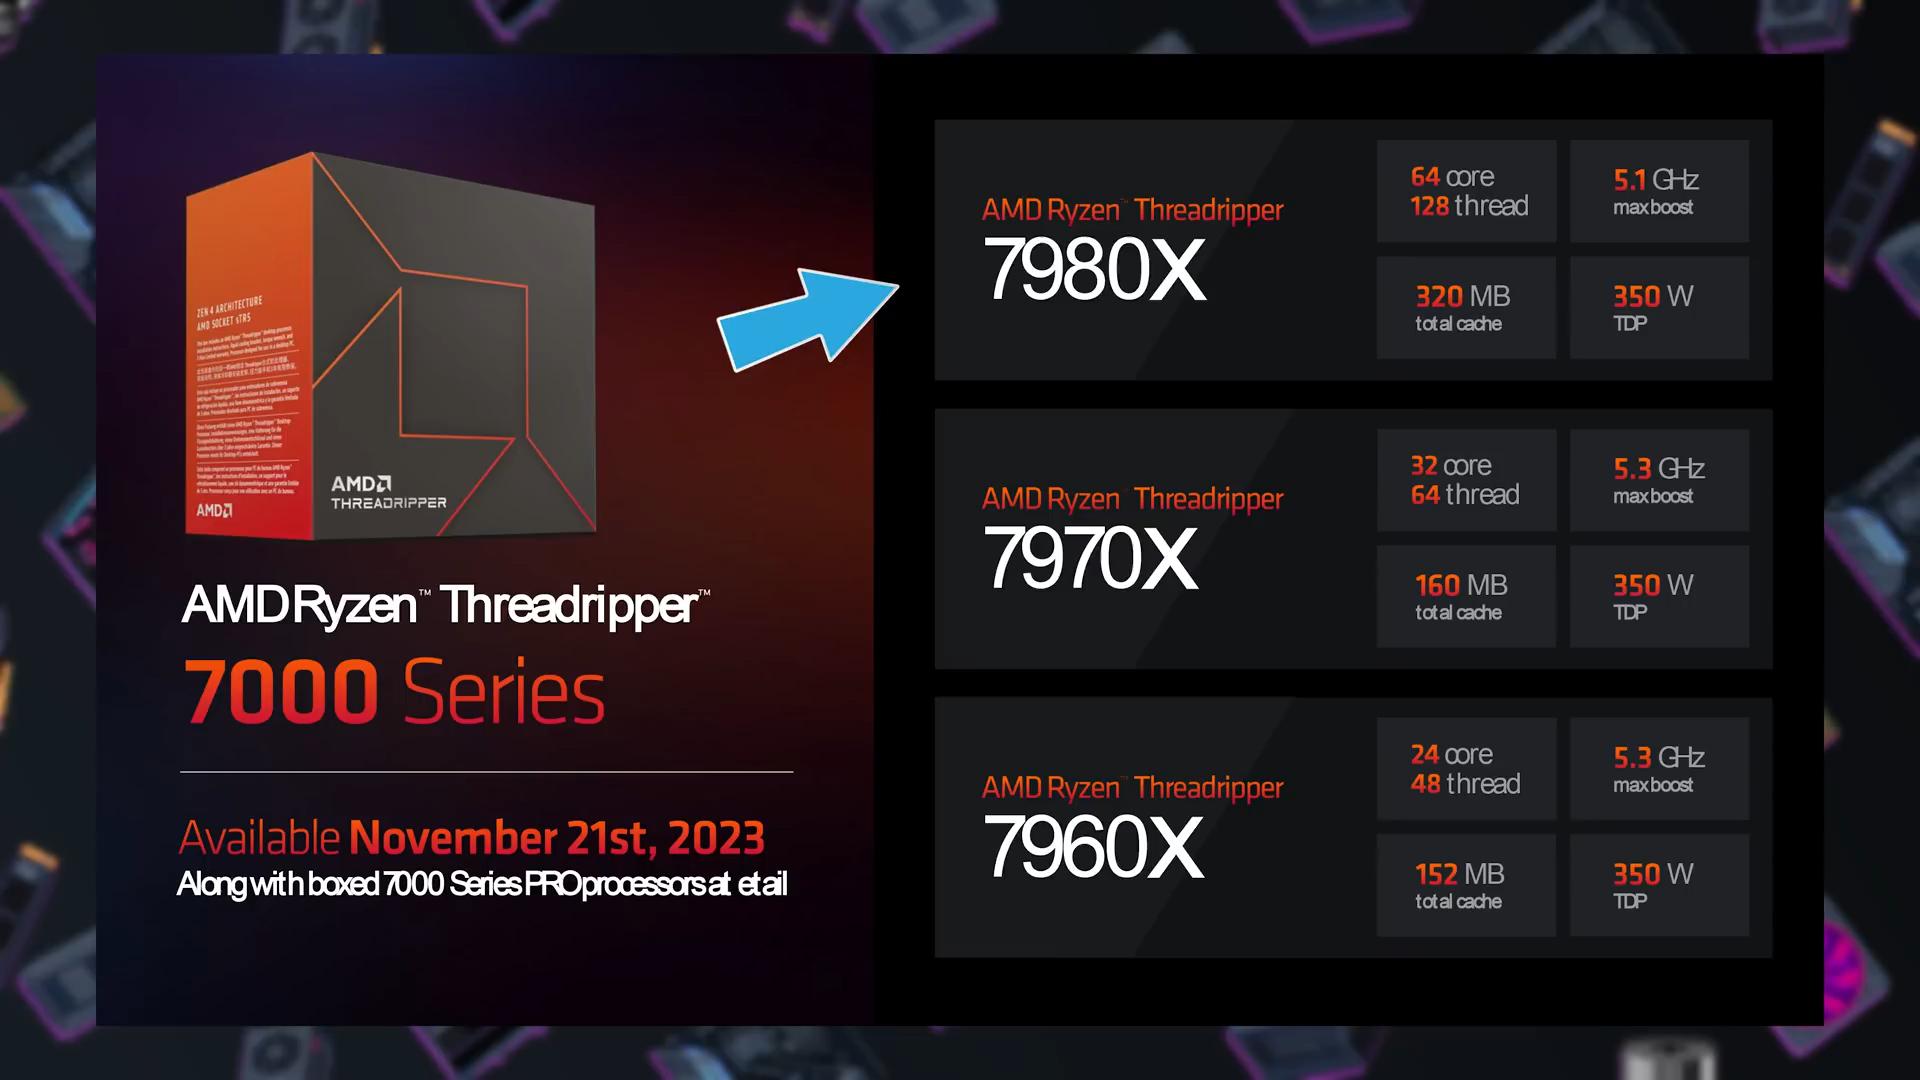 ZEN 4 ARCHITECTURE
AMD SOCKET sTR5
AMD
AMD
THREADRIPPER
AMD Ryzen™ Threadripper™
7000 Series
Available November 21st, 2023
Along with boxed 7000 Series PRO processors at etail
AMD Ryzen™ Threadripper
7980X
64 core
128 thread
5.1 GHz
max boost
320 MB
total cache
350 W
TDP
AMD Ryzen™ Threadripper
7970X
32 core
64 thread
5.3 GHz
max boost
160 MB
total cache
350 W
TDP
AMD Ryzen™ Threadripper
7960X
24 core
48 thread
5.3 GHz
max boost
152 MB
total cache
350 W
TDP